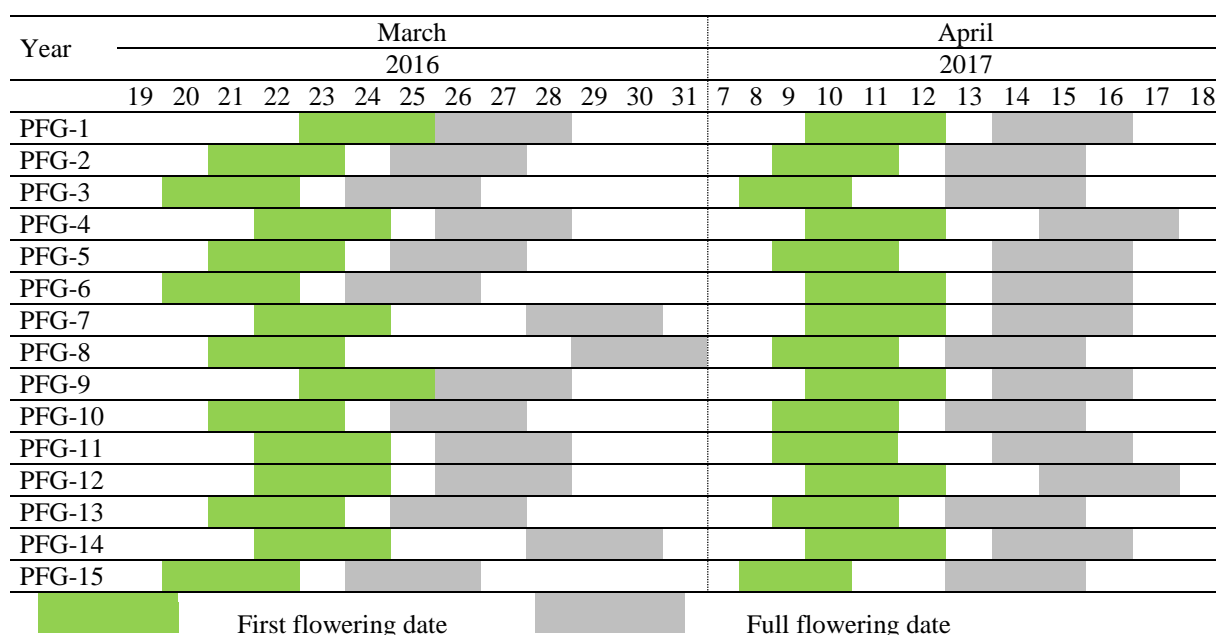 Year March April
2016 2017
19 20 21 22 23 24 25 26 27 28 29 30 31 7 8 9 10 11 12 13 14 15 16 17 18
PFG-1
PFG-2
PFG-3
PFG-4
PFG-5
PFG-6
PFG-7
PFG-8
PFG-9
PFG-10
PFG-11
PFG-12
PFG-13
PFG-14
PFG-15
First flowering date Full flowering date